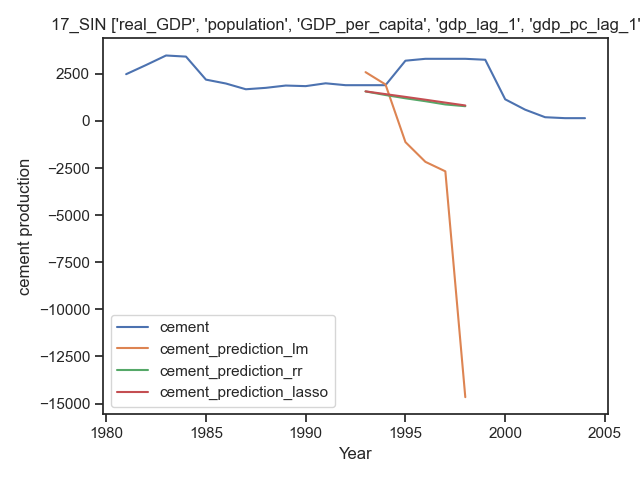 17_SIN ['real_GDP', 'population', 'GDP_per_capita', 'gdp_lag_1', 'gdp_pc_lag_1'
2500
0
−2500
−5000
−7500
−10000
−12500
−15000
cement production
cement
cement_prediction_lm
cement_prediction_rr
cement_prediction_lasso
1980
1985
1990
1995
2000
2005
Year